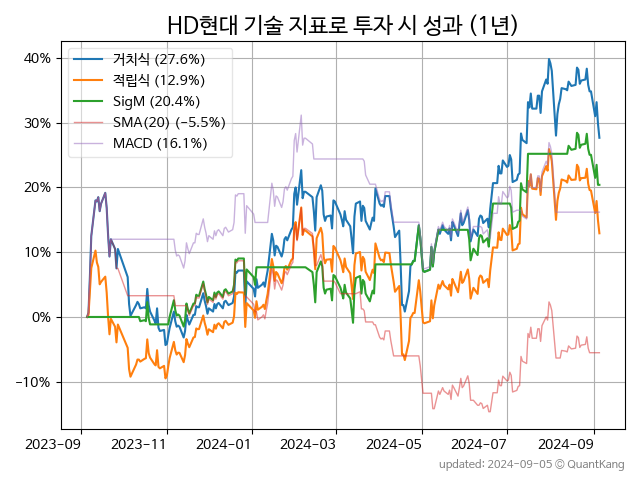 HD현대 기술 지표로 투자 시 성과 (1년)
거치식 (27.6%)
적립식 (12.9%)
SigM (20.4%)
SMA(20) (−5.5%)
MACD (16.1%)
40%
30%
20%
10%
0%
−10%
2023-09 2023-11 2024-01 2024-03 2024-05 2024-07 2024-09
updated: 2024-09-05 ⓒ QuantKang